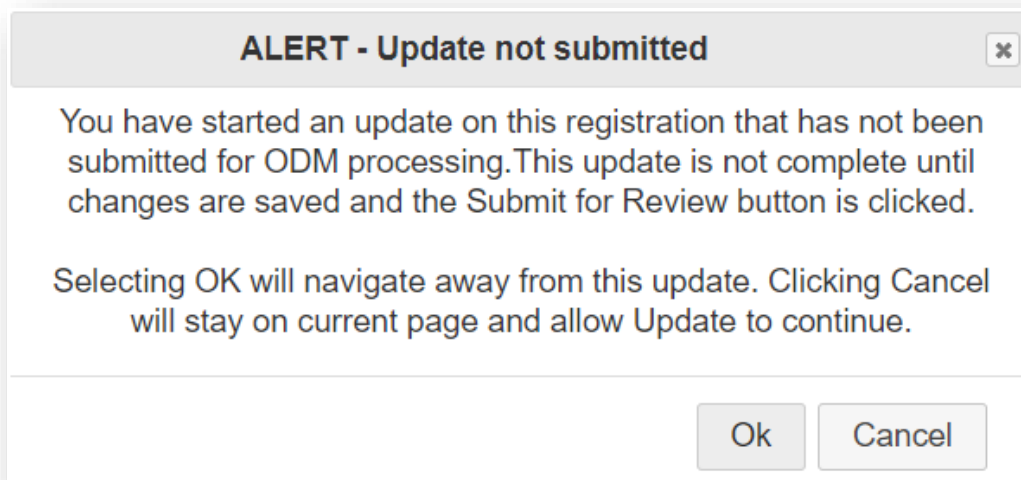 ALERT - Update not submitted
You have started an update on this registration that has not been
submitted for ODM processing.This update is not complete until
changes are saved and the Submit for Review button is clicked.
Selecting OK will navigate away from this update. Clicking Cancel
will stay on current page and allow Update to continue.
Ok
Cancel